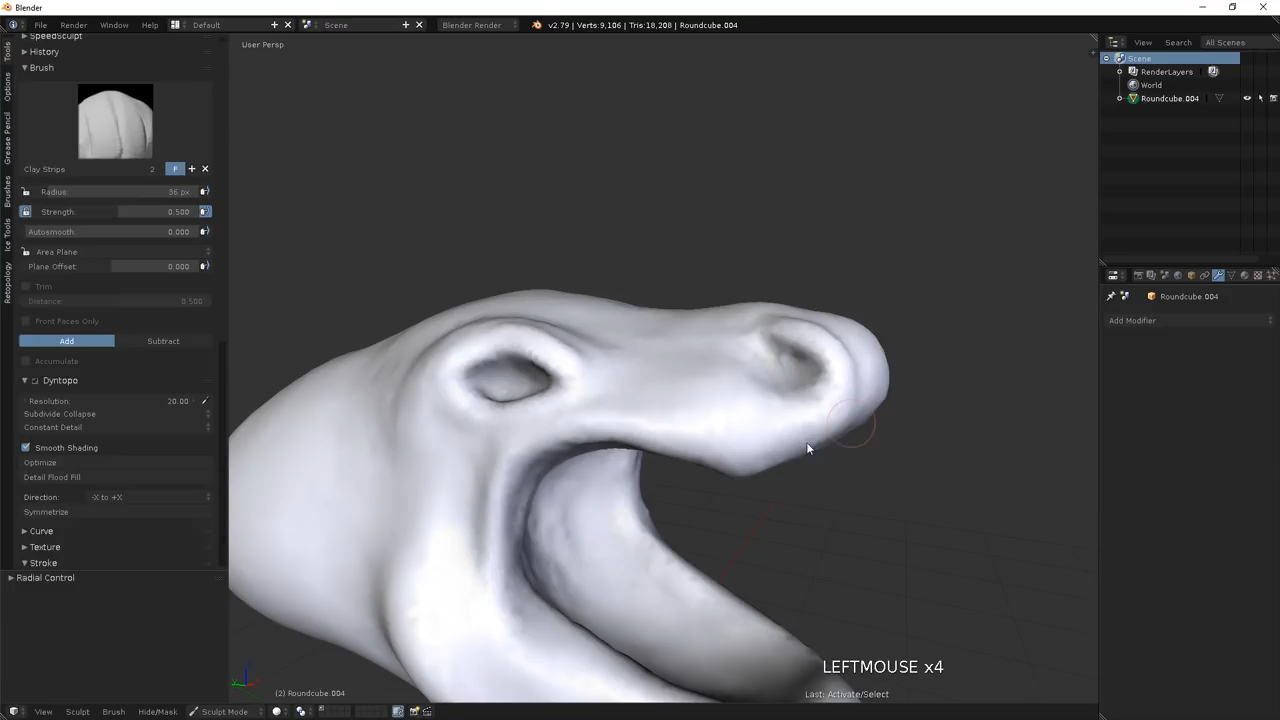 Blender
File Render Window Help Default Scene Blender Render v2.79 | Verts:9,106 | Tris:18,208 | Roundcube.004
SpeedSculpt
History
Brush
Clay Strips 2 F
Radius: 36 px
Strength: 0.500
Autosmooth: 0.000
Area Plane
Plane Offset: 0.000
Trim
Distance: 0.500
Front Faces Only
Add Subtract
Accumulate
Dyntopo
Resolution: 20.00
Subdivide Collapse
Constant Detail
Smooth Shading
Optimize
Detail Flood Fill
Direction: -X to +X
Symmetrize
Curve
Texture
Stroke
Radial Control
Tools
Options
Grease Pencil
Brushes
Ice Tools
Retopology
User Persp
LEFTMOUSE x4
Last: Activate/Select
(2) Roundcube.004
View Sculpt Brush Hide/Mask Sculpt Mode
View Search All Scenes
Scene
RenderLayers
World
Roundcube.004
Roundcube.004
Add Modifier